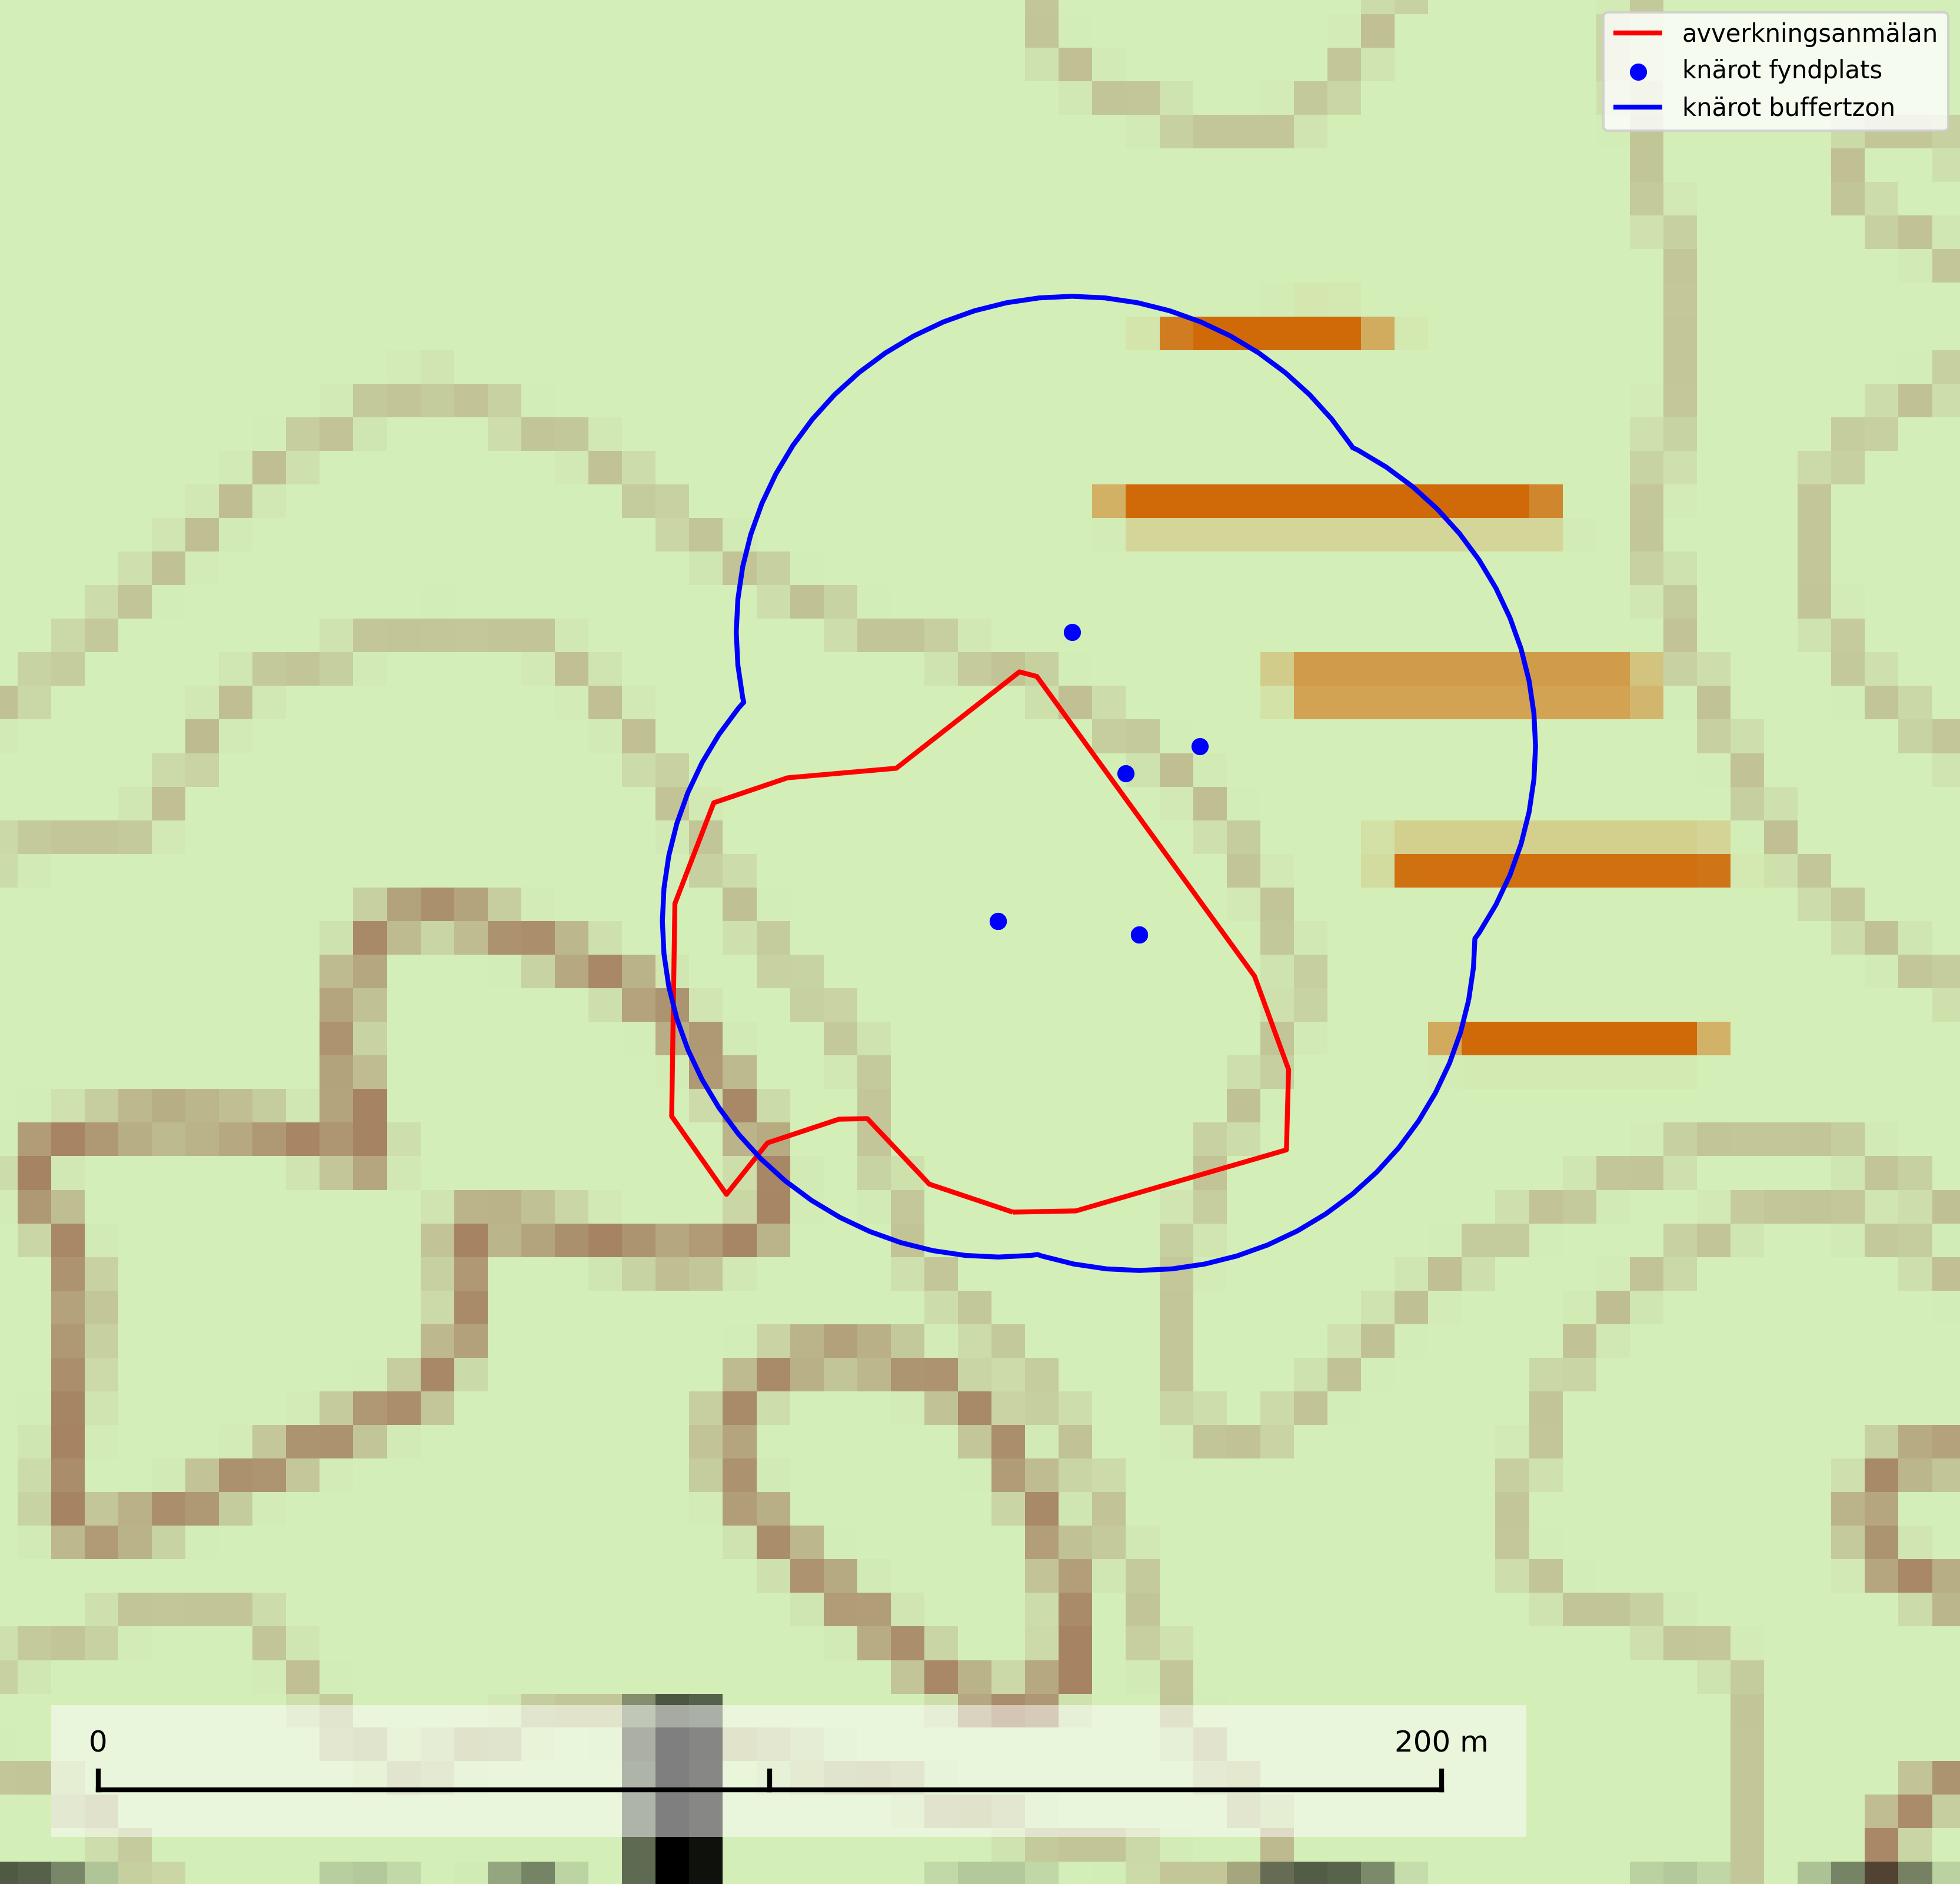 avverkningsanmälan
knärot fyndplats
knärot buffertzon
0
200 m